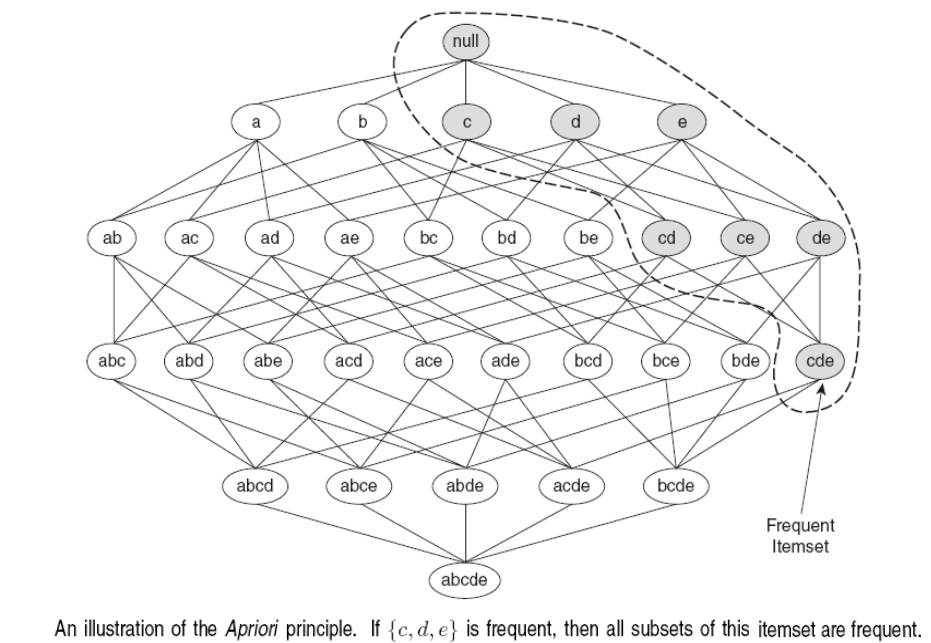 null
a b c d e
ab ac ad ae bc bd be cd ce de
abc abd abe acd ace ade bcd bce bde cde
abcd abce abde acde bcde
Frequent
Itemset
abcde
An illustration of the Apriori principle. If {c, d, e} is frequent, then all subsets of this itemset are frequent.